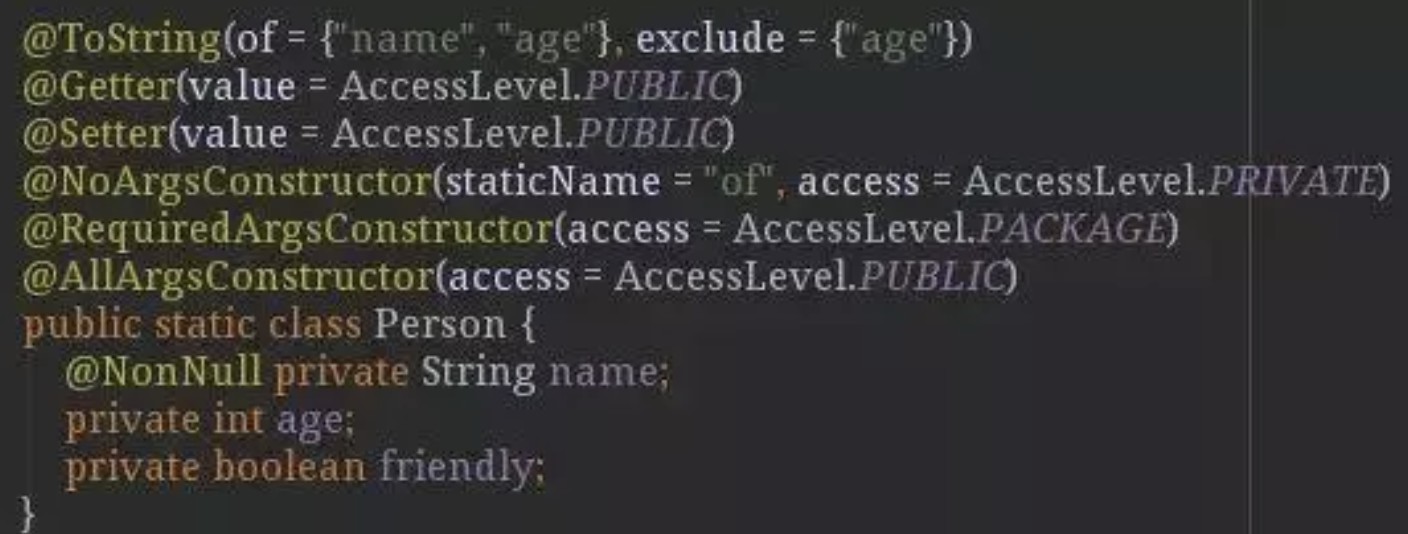 @ToString(of = {"name", "age"}, exclude = {"age"})
@Getter(value = AccessLevel.PUBLIC)
@Setter(value = AccessLevel.PUBLIC)
@NoArgsConstructor(staticName = "of", access = AccessLevel.PRIVATE)
@RequiredArgsConstructor(access = AccessLevel.PACKAGE)
@AllArgsConstructor(access = AccessLevel.PUBLIC)
public static class Person {
@NonNull private String name;
private int age;
private boolean friendly;
}